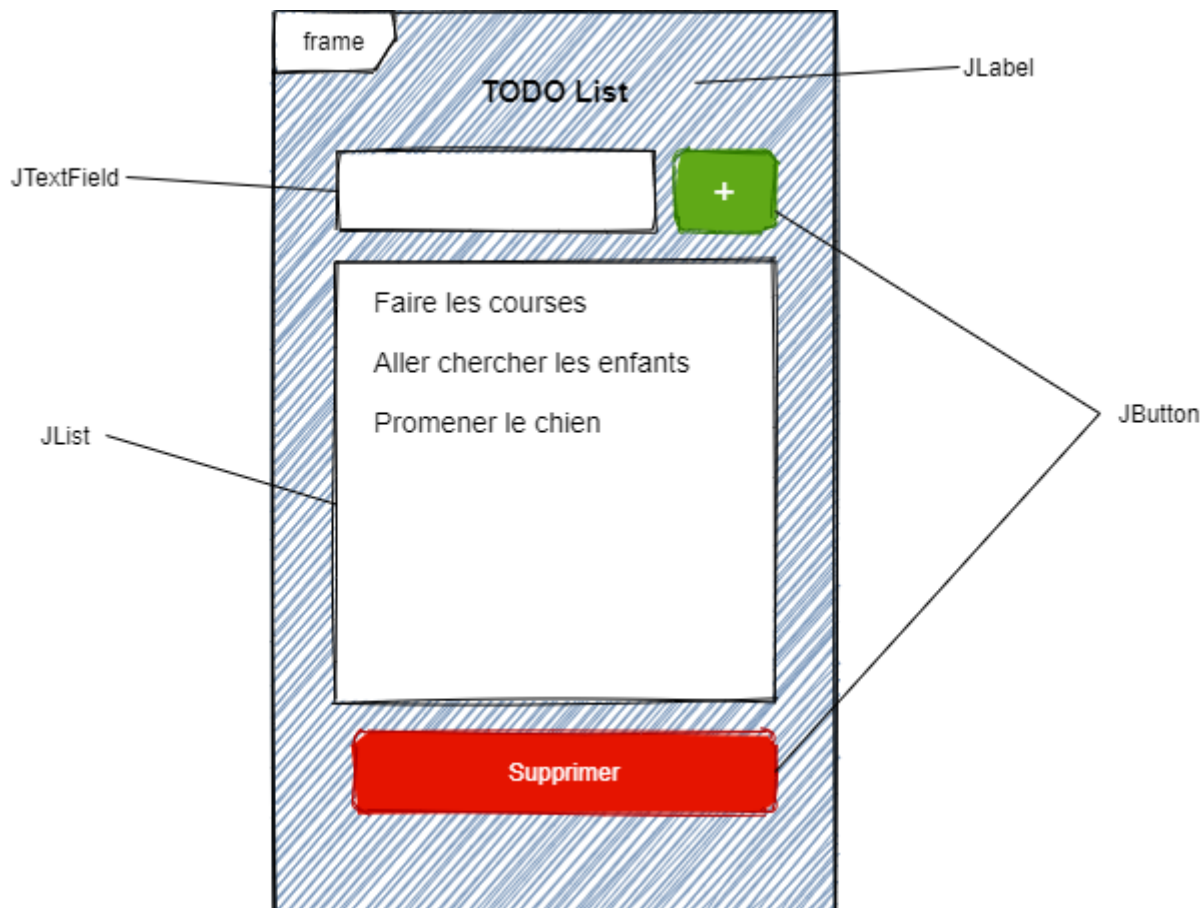 frame
JLabel
TODO List
JTextField
+
Faire les courses
Aller chercher les enfants
Promener le chien
JList
JButton
Supprimer